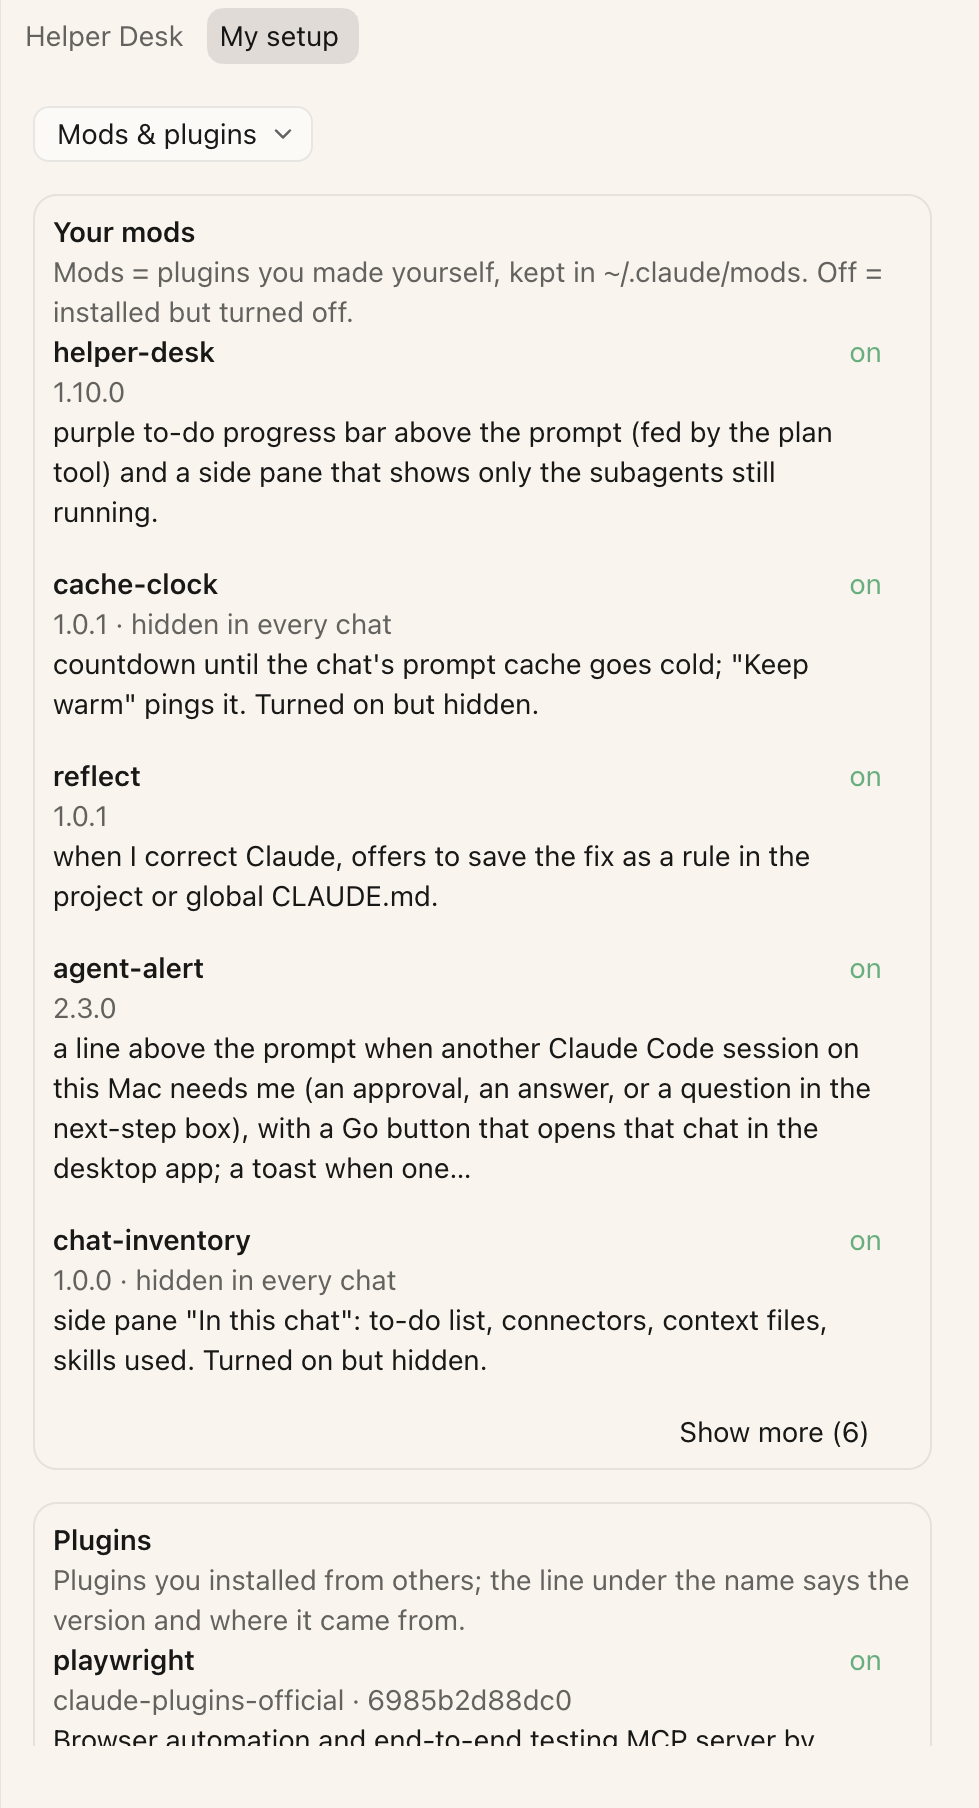 Helper Desk
My setup
Mods & plugins
Your mods
Mods = plugins you made yourself, kept in ~/.claude/mods. Off =
installed but turned off.
helper-desk
on
1.10.0
purple to-do progress bar above the prompt (fed by the plan
tool) and a side pane that shows only the subagents still
running.
cache-clock
on
1.0.1 · hidden in every chat
countdown until the chat's prompt cache goes cold; "Keep
warm" pings it. Turned on but hidden.
reflect
on
1.0.1
when I correct Claude, offers to save the fix as a rule in the
project or global CLAUDE.md.
agent-alert
on
2.3.0
a line above the prompt when another Claude Code session on
this Mac needs me (an approval, an answer, or a question in the
next-step box), with a Go button that opens that chat in the
desktop app; a toast when one...
chat-inventory
on
1.0.0 · hidden in every chat
side pane "In this chat": to-do list, connectors, context files,
skills used. Turned on but hidden.
Show more (6)
Plugins
Plugins you installed from others; the line under the name says the
version and where it came from.
playwright
on
claude-plugins-official · 6985b2d88dc0
Browser automation and end-to-end testing MCP server by